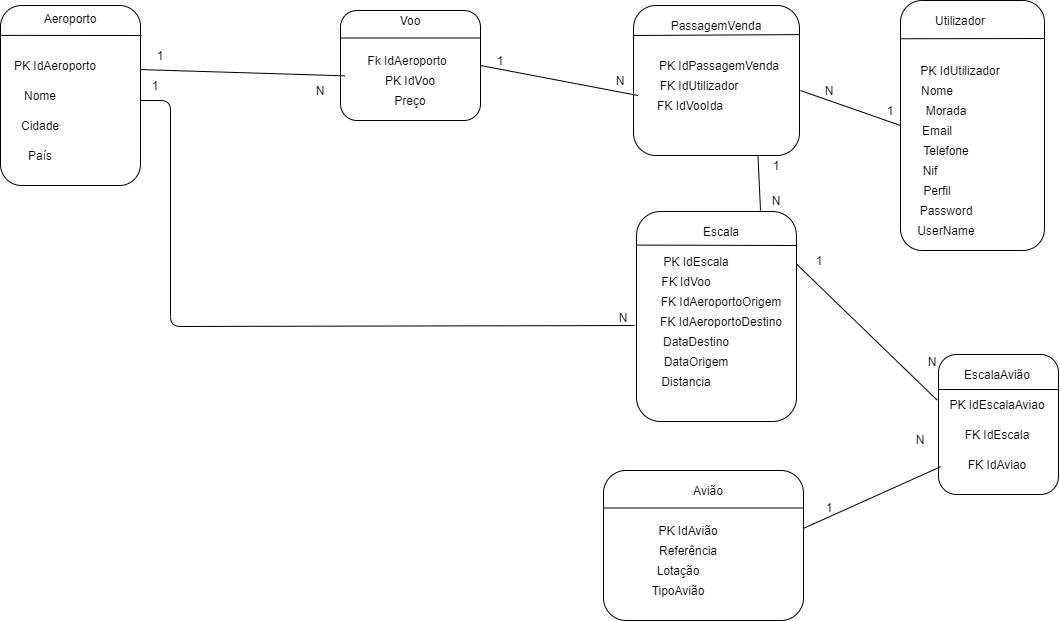 Aeroporto
PK IdAeroporto
Nome
Cidade
País
1
1
N
Voo
Fk IdAeroporto
PK IdVoo
Preço
1
N
PassagemVenda
PK IdPassagemVenda
FK IdUtilizador
FK IdVooIda
N
1
Utilizador
PK IdUtilizador
Nome
Morada
Email
Telefone
Nif
Perfil
Password
UserName
1
N
Escala
PK IdEscala
FK IdVoo
FK IdAeroportoOrigem
FK IdAeroportoDestino
DataDestino
DataOrigem
Distancia
N
1
N
EscalaAvião
PK IdEscalaAviao
FK IdEscala
FK IdAviao
N
1
Avião
PK IdAvião
Referência
Lotação
TipoAvião